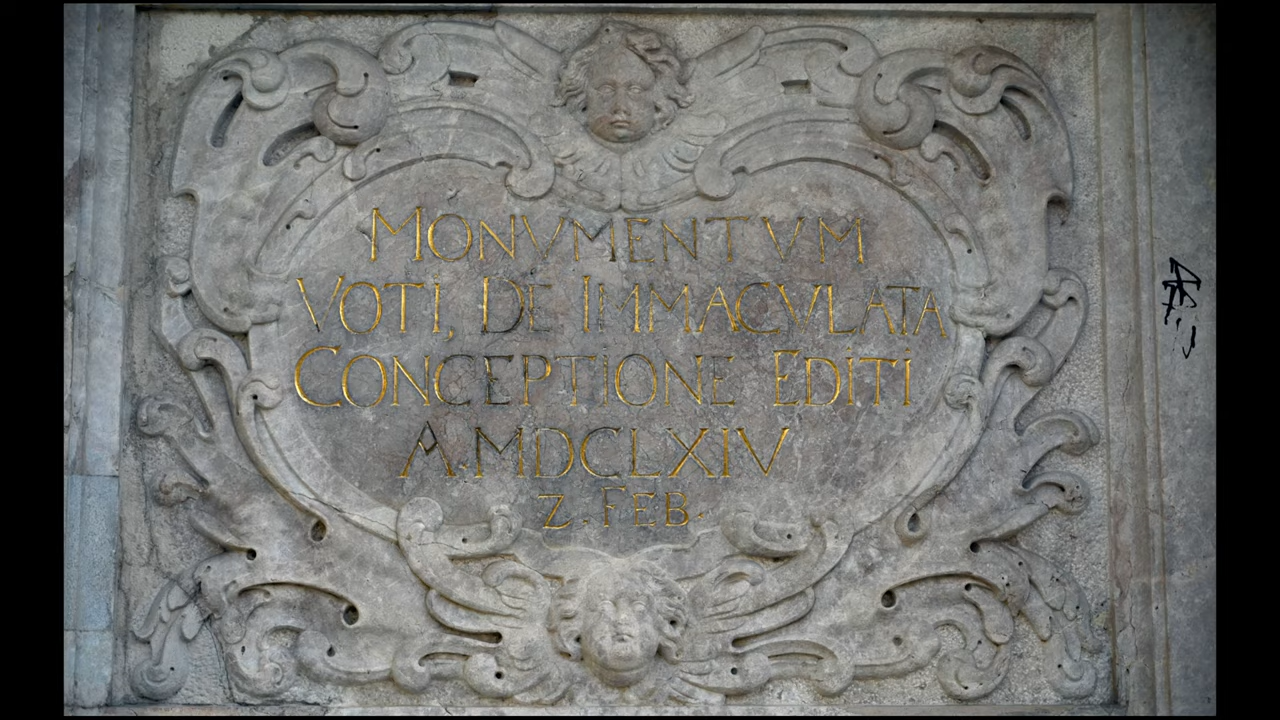 MONVMENTVM
VOTI, DE IMMACVLATA
CONCEPTIONE EDITI
A. MDCLXIV
Z. FEB.